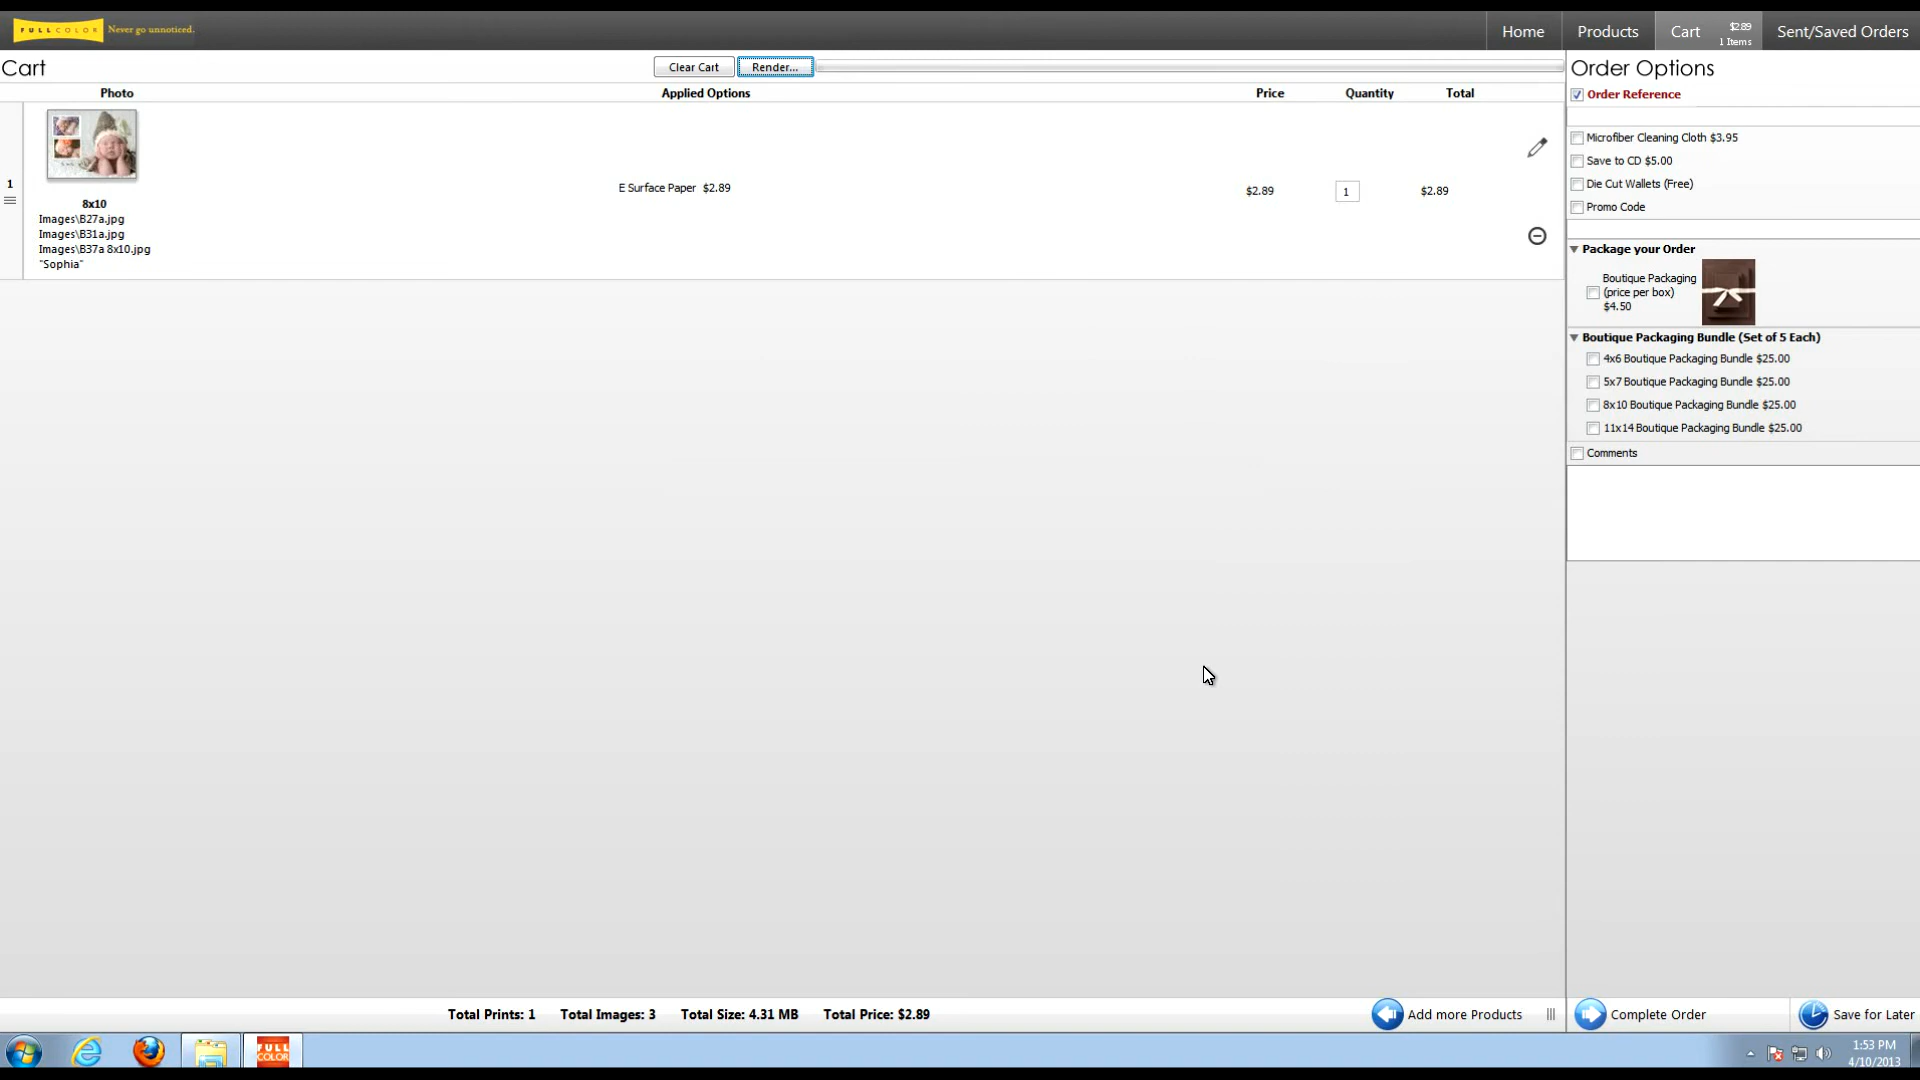 FULLCOLOR Never go unnoticed.
Home
Products
Cart
$2.89
1 Items
Sent/Saved Orders
Cart
Clear Cart
Render...
Order Options
Photo
Applied Options
Price
Quantity
Total
Order Reference
1
8x10
Images\B27a.jpg
Images\B31a.jpg
Images\B37a 8x10.jpg
"Sophia"
E Surface Paper $2.89
$2.89
1
$2.89
Microfiber Cleaning Cloth $3.95
Save to CD $5.00
Die Cut Wallets (Free)
Promo Code
Package your Order
Boutique Packaging
(price per box)
$4.50
Boutique Packaging Bundle (Set of 5 Each)
4x6 Boutique Packaging Bundle $25.00
5x7 Boutique Packaging Bundle $25.00
8x10 Boutique Packaging Bundle $25.00
11x14 Boutique Packaging Bundle $25.00
Comments
Total Prints: 1
Total Images: 3
Total Size: 4.31 MB
Total Price: $2.89
Add more Products
Complete Order
Save for Later
FULL
COLOR
1:53 PM
4/10/2013